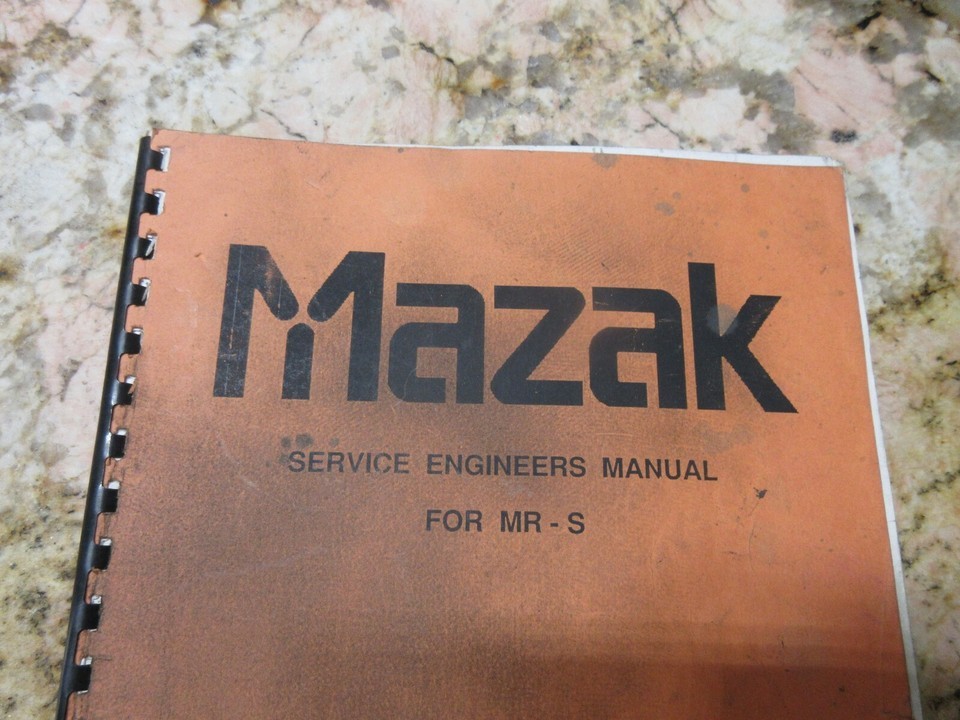 Mazak
SERVICE ENGINEERS MANUAL
FOR MR - S